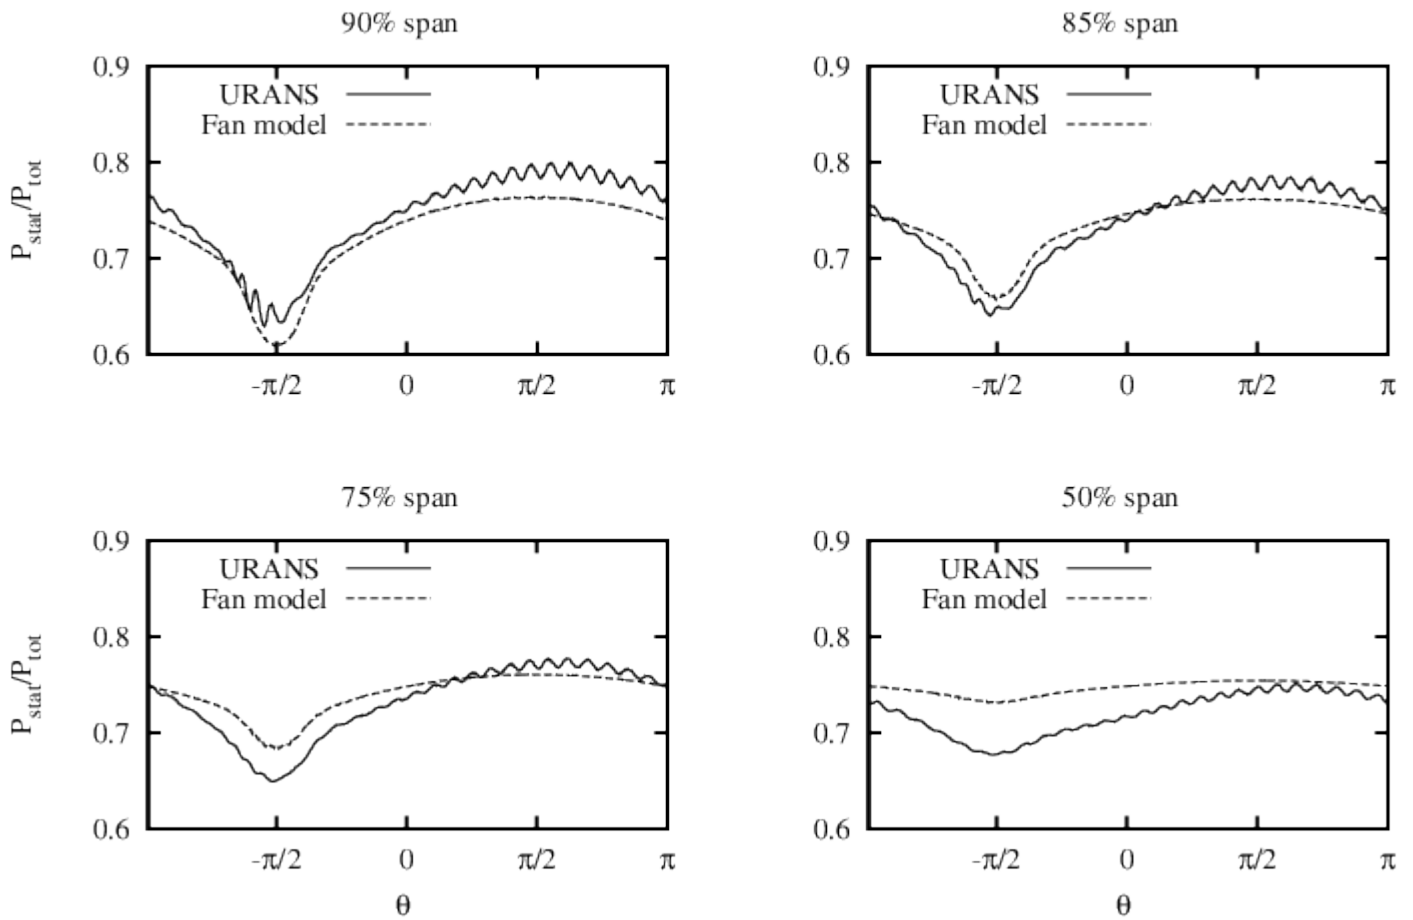 90% span
0.9
0.8
0.7
0.6
P_stat/P_tot
URANS
Fan model
-π/2
0
π/2
π
85% span
0.9
0.8
0.7
0.6
URANS
Fan model
-π/2
0
π/2
π
75% span
0.9
0.8
0.7
0.6
P_stat/P_tot
URANS
Fan model
-π/2
0
π/2
π
θ
50% span
0.9
0.8
0.7
0.6
URANS
Fan model
-π/2
0
π/2
π
θ